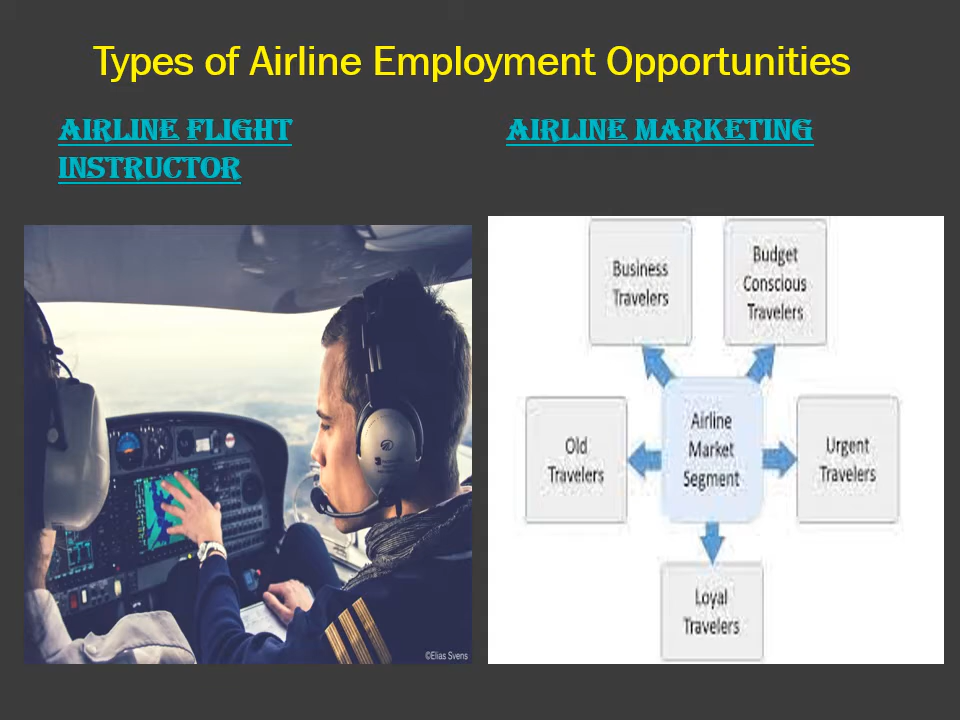 Types of Airline Employment Opportunities
AIRLINE FLIGHT
INSTRUCTOR
AIRLINE MARKETING
Business
Travelers
Budget
Conscious
Travelers
Old
Travelers
Airline
Market
Segment
Urgent
Travelers
Loyal
Travelers
©Elias Svens